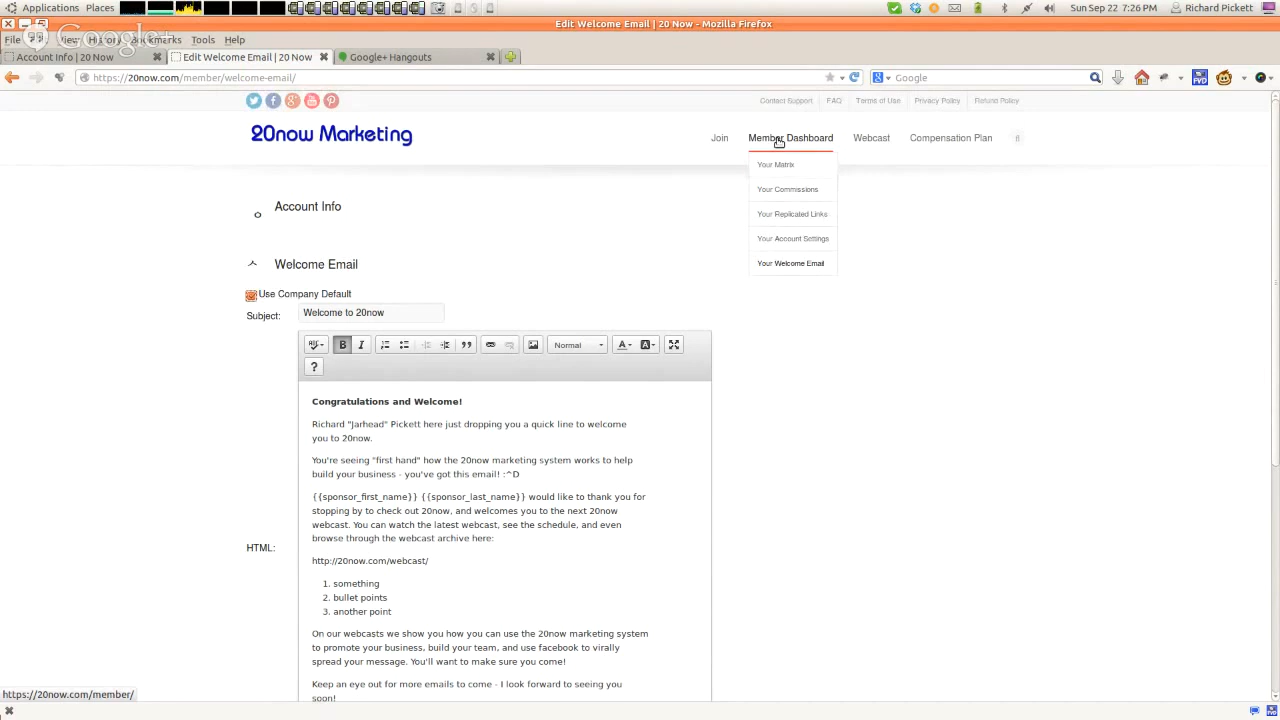 Applications Places
Sun Sep 22, 7:26 PM Richard Pickett
Edit Welcome Email | 20 Now - Mozilla Firefox
File View History Bookmarks Tools Help
Google+
Account Info | 20 Now
Edit Welcome Email | 20 Now
Google+ Hangouts
https://20now.com/member/welcome-email/
Google
Contact Support FAQ Terms of Use Privacy Policy Refund Policy
20now Marketing
Join Member Dashboard Webcast Compensation Plan
Your Matrix
Your Commissions
Your Replicated Links
Your Account Settings
Your Welcome Email
Account Info
Welcome Email
Use Company Default
Subject: Welcome to 20now
ABC B I Normal A A
?
HTML:
Congratulations and Welcome!
Richard "Jarhead" Pickett here just dropping you a quick line to welcome
you to 20now.
You're seeing "first hand" how the 20now marketing system works to help
build your business - you've got this email! :^D
{{sponsor_first_name}} {{sponsor_last_name}} would like to thank you for
stopping by to check out 20now, and welcomes you to the next 20now
webcast. You can watch the latest webcast, see the schedule, and even
browse through the webcast archive here:
http://20now.com/webcast/
1. something
2. bullet points
3. another point
On our webcasts we show you how you can use the 20now marketing system
to promote your business, build your team, and use facebook to virally
spread your message. You'll want to make sure you come!
Keep an eye out for more emails to come - I look forward to seeing you
soon!
https://20now.com/member/